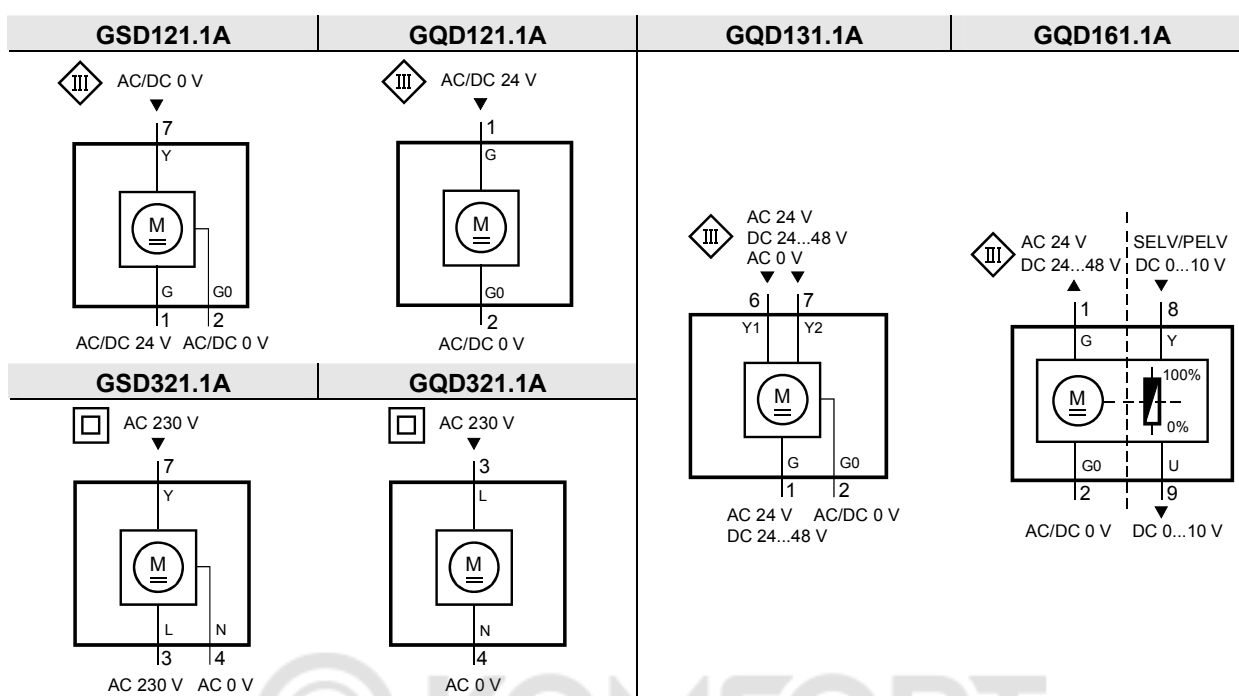 GSD121.1A GQD121.1A GQD131.1A GQD161.1A
III AC/DC 0 V
7
Y
M
G G0
1 2
AC/DC 24 V AC/DC 0 V
III AC/DC 24 V
1
G
M
G0
2
AC/DC 0 V
GSD321.1A GQD321.1A
AC 230 V
7
Y
M
L N
3 4
AC 230 V AC 0 V
AC 230 V
3
L
M
N
4
AC 0 V
III AC 24 V
DC 24...48 V
AC 0 V
6 7
Y1 Y2
M
G G0
1 2
AC 24 V AC/DC 0 V
DC 24...48 V
III AC 24 V SELV/PELV
DC 24...48 V DC 0...10 V
1 8
G Y
100%
M
0%
G0 U
2 9
AC/DC 0 V DC 0...10 V